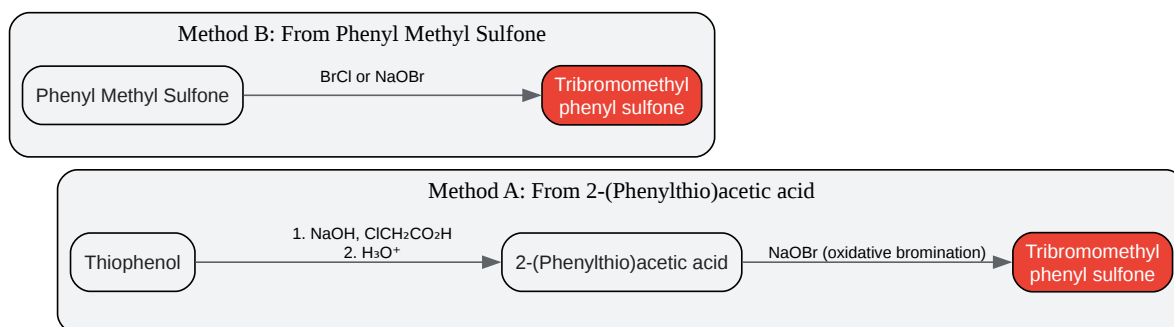 Method B: From Phenyl Methyl Sulfone
Phenyl Methyl Sulfone
BrCl or NaOBr
Tribromomethyl
phenyl sulfone
Method A: From 2-(Phenylthio)acetic acid
Thiophenol
1. NaOH, ClCH₂CO₂H
2. H₃O⁺
2-(Phenylthio)acetic acid
NaOBr (oxidative bromination)
Tribromomethyl
phenyl sulfone